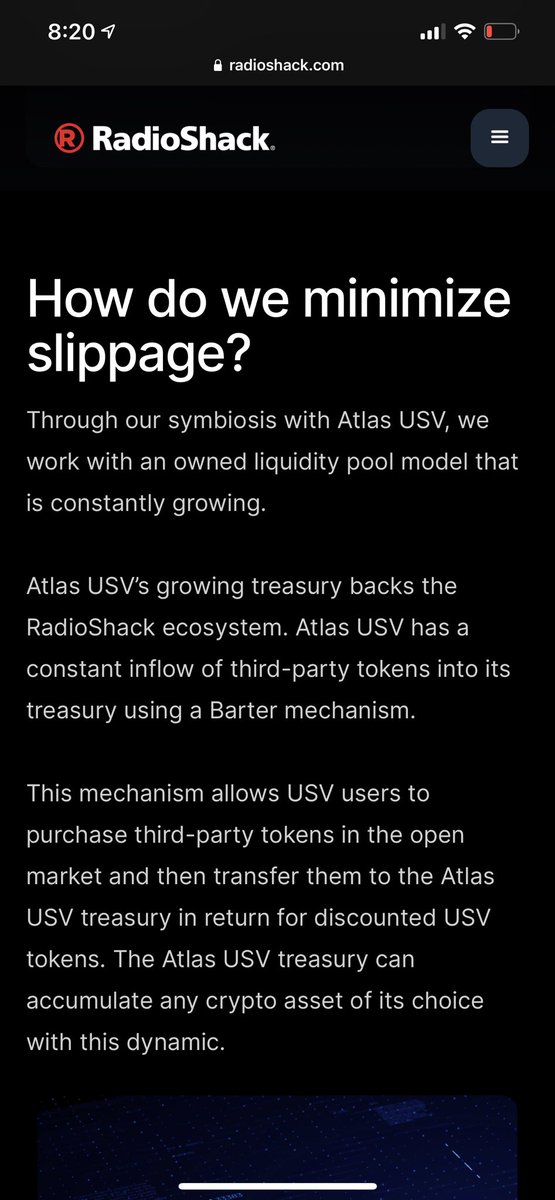 8:20
radioshack.com
RadioShack.
How do we minimize
slippage?
Through our symbiosis with Atlas USV, we
work with an owned liquidity pool model that
is constantly growing.
Atlas USV’s growing treasury backs the
RadioShack ecosystem. Atlas USV has a
constant inflow of third-party tokens into its
treasury using a Barter mechanism.
This mechanism allows USV users to
purchase third-party tokens in the open
market and then transfer them to the Atlas
USV treasury in return for discounted USV
tokens. The Atlas USV treasury can
accumulate any crypto asset of its choice
with this dynamic.